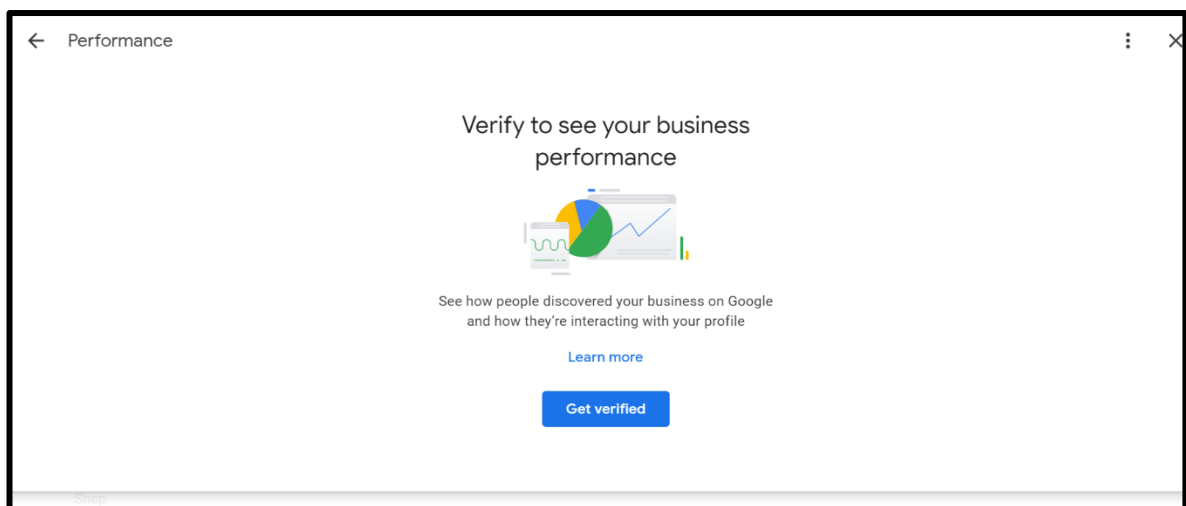 Performance
Verify to see your business
performance
See how people discovered your business on Google
and how they're interacting with your profile
Learn more
Get verified
Shop